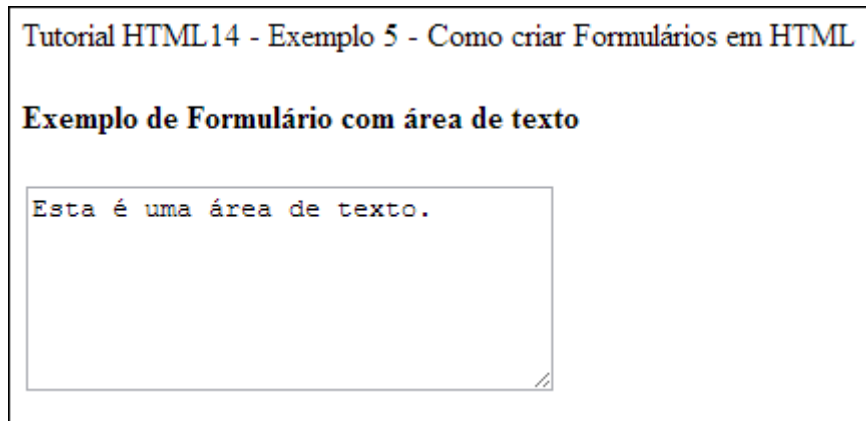 Tutorial HTML14 - Exemplo 5 - Como criar Formulários em HTML
Exemplo de Formulário com área de texto
Esta é uma área de texto.